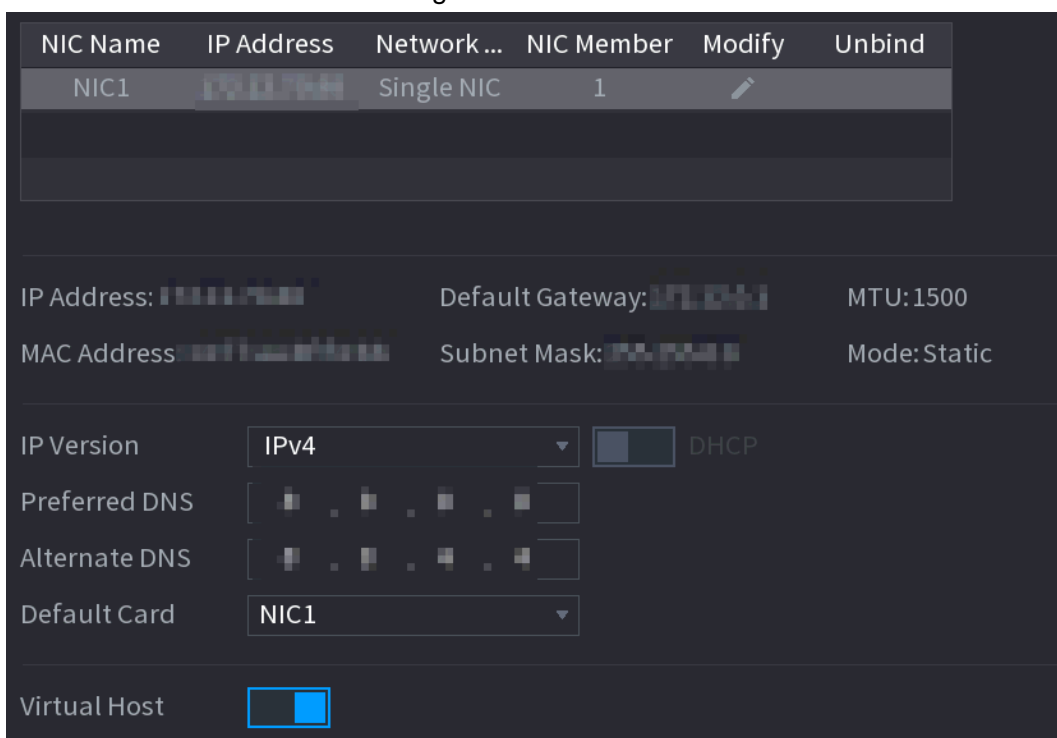 NIC Name IP Address Network ... NIC Member Modify Unbind
NIC1 Single NIC 1
IP Address: Default Gateway: MTU: 1500
MAC Address Subnet Mask: Mode: Static
IP Version IPv4 DHCP
Preferred DNS . . .
Alternate DNS . . .
Default Card NIC1
Virtual Host